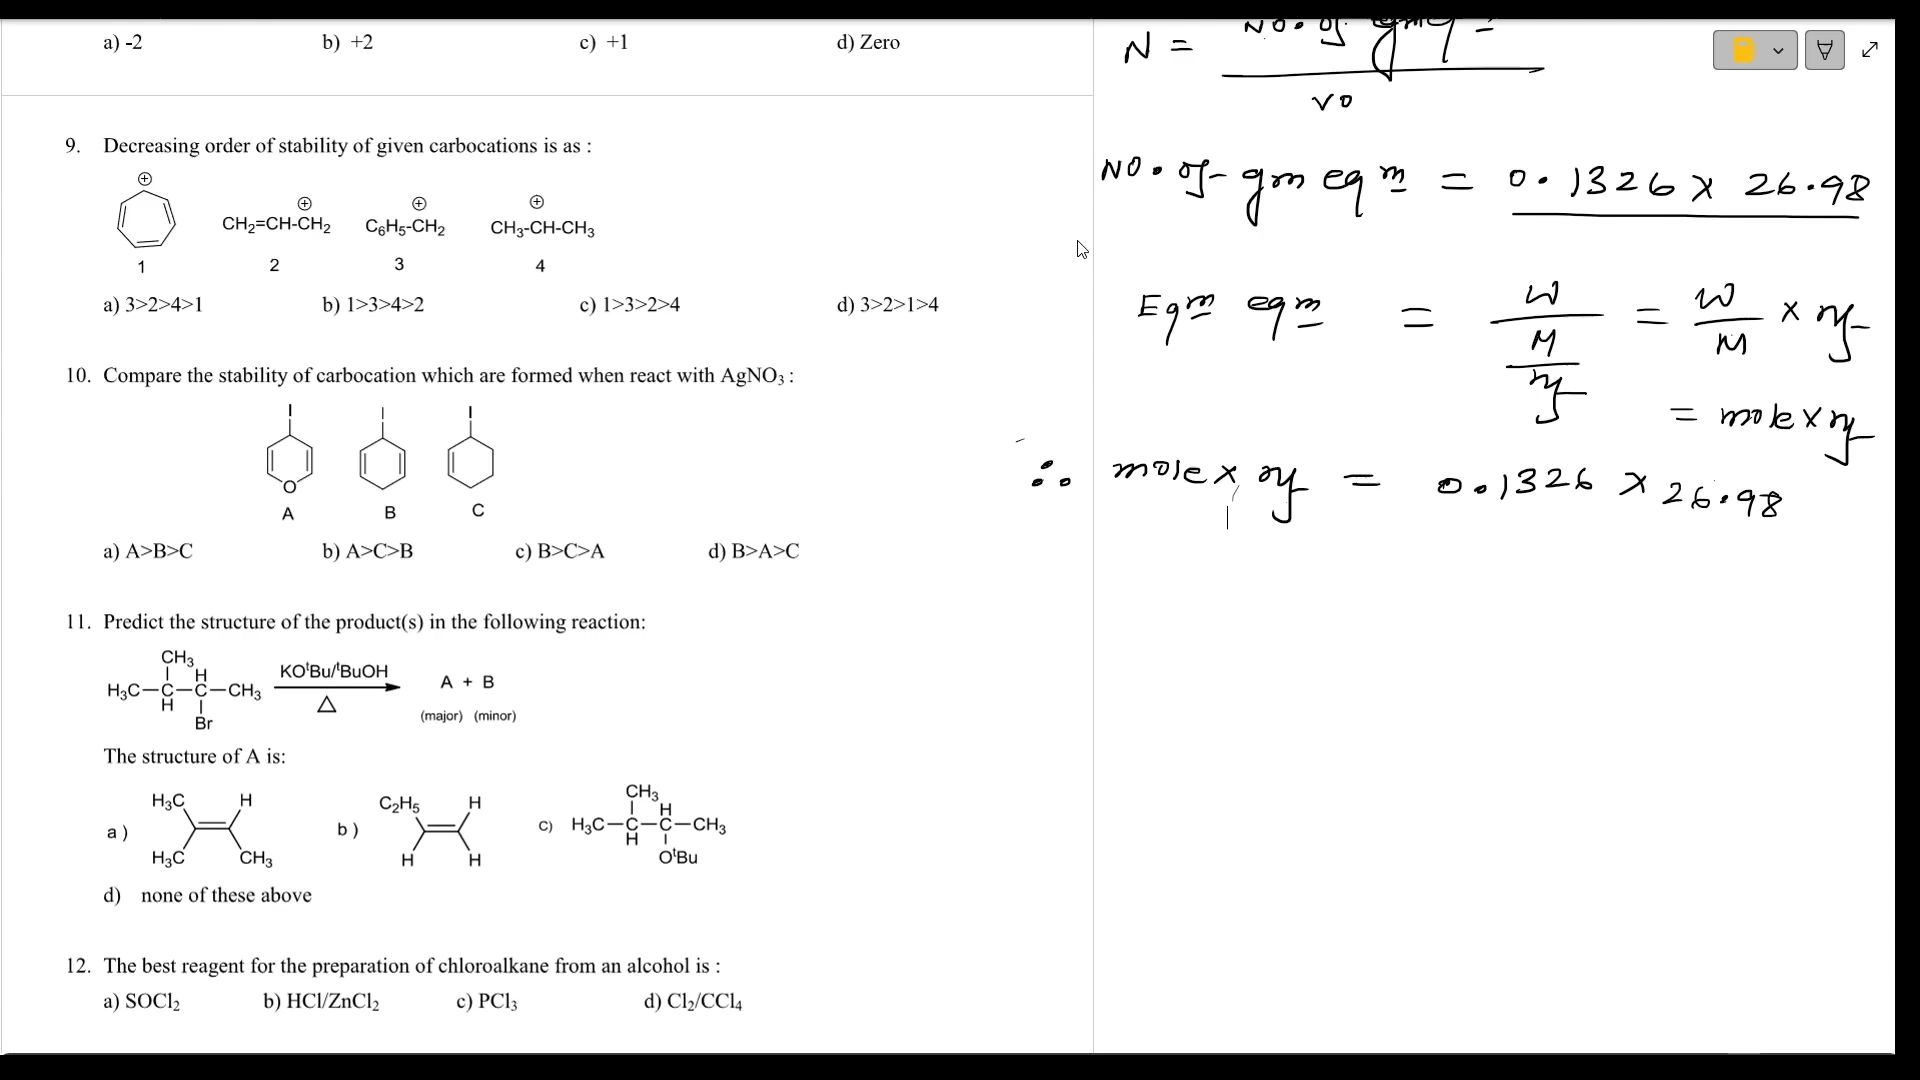 a) -2 b) +2 c) +1 d) Zero
9. Decreasing order of stability of given carbocations is as :
⊕
CH₂=CH-CH₂ ⊕ C₆H₅-CH₂ ⊕ CH₃-CH-CH₃ ⊕
1 2 3 4
a) 3>2>4>1 b) 1>3>4>2 c) 1>3>2>4 d) 3>2>1>4
10. Compare the stability of carbocation which are formed when react with AgNO₃ :
I I I
O
A B C
a) A>B>C b) A>C>B c) B>C>A d) B>A>C
11. Predict the structure of the product(s) in the following reaction:
CH₃
H
H₃C—C—C—CH₃ KOᵗBu/ᵗBuOH A + B
H
Br △ (major) (minor)
The structure of A is:
a) H₃C H H₃C CH₃
b) C₂H₅ H H H
c) CH₃ H H₃C—C—C—CH₃ H OᵗBu
d) none of these above
12. The best reagent for the preparation of chloroalkane from an alcohol is :
a) SOCl₂ b) HCl/ZnCl₂ c) PCl₃ d) Cl₂/CCl₄
N = No. of gmeq
vo
No. of gm eqm = 0.1326 x 26.98
Eqm eqm = W / M / = W / M x
= mole x
∴ mole x = 0.1326 x 26.98